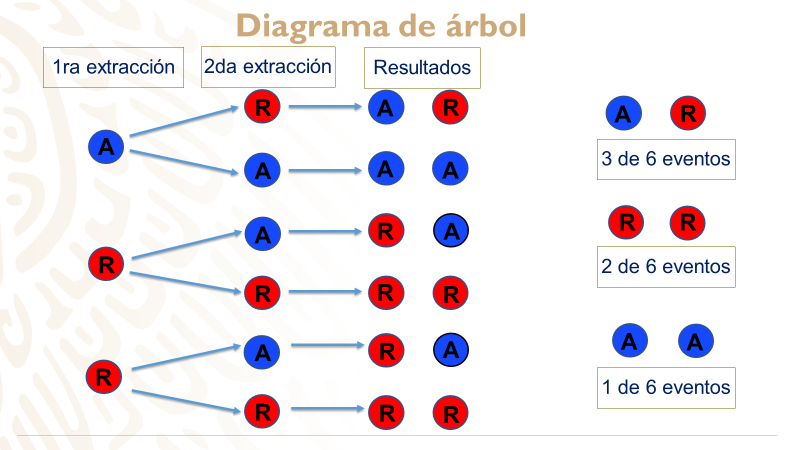 Diagrama de árbol
1ra extracción 2da extracción Resultados
R A R
A R
A
3 de 6 eventos
A A A
R R
A R A
R
2 de 6 eventos
R R R
A A
A R A
R
1 de 6 eventos
R R R